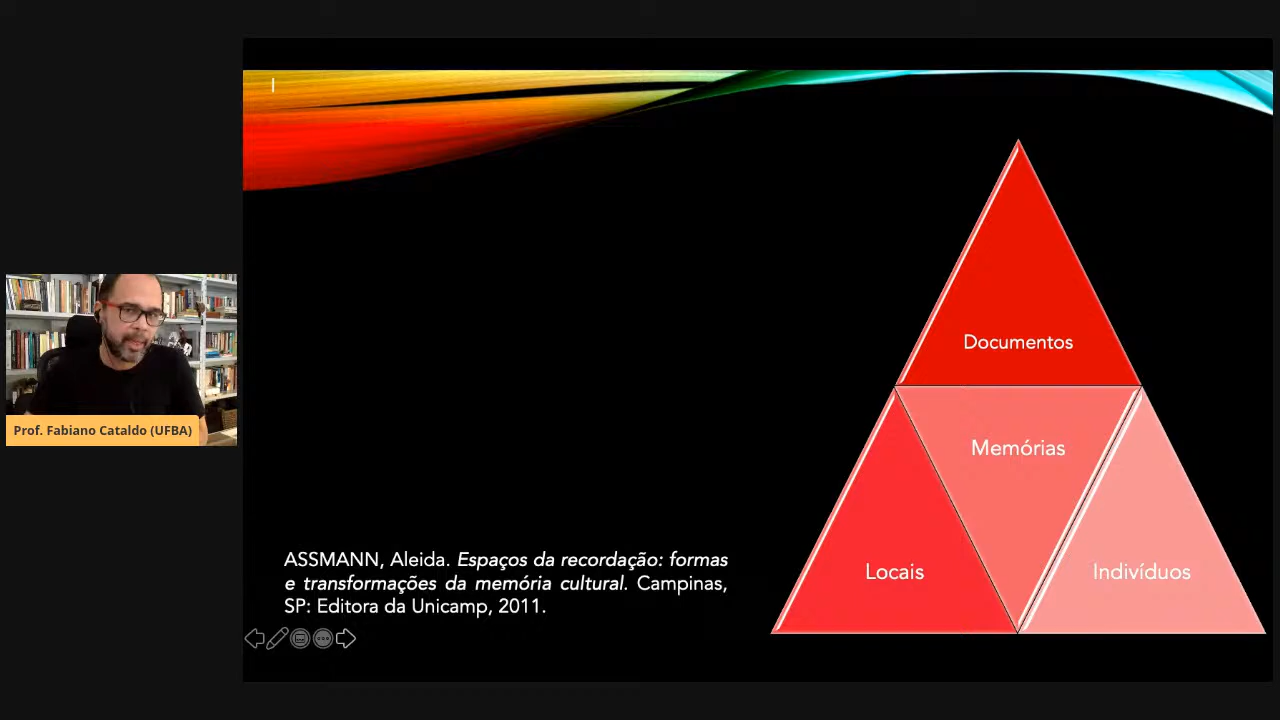 Documentos
Memórias
Locais
Indivíduos
ASSMANN, Aleida. Espaços da recordação: formas
e transformações da memória cultural. Campinas,
SP: Editora da Unicamp, 2011.
Prof. Fabiano Cataldo (UFBA)